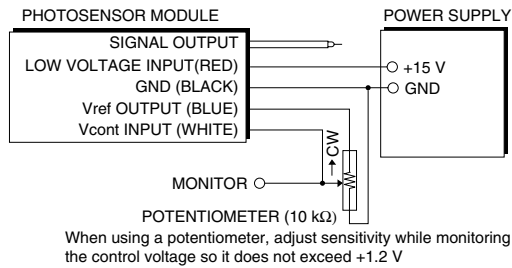 PHOTOSENSOR MODULE
POWER SUPPLY
SIGNAL OUTPUT
LOW VOLTAGE INPUT(RED)
+15 V
GND (BLACK)
GND
Vref OUTPUT (BLUE)
Vcont INPUT (WHITE)
CW
MONITOR
POTENTIOMETER (10 kΩ)
When using a potentiometer, adjust sensitivity while monitoring
the control voltage so it does not exceed +1.2 V